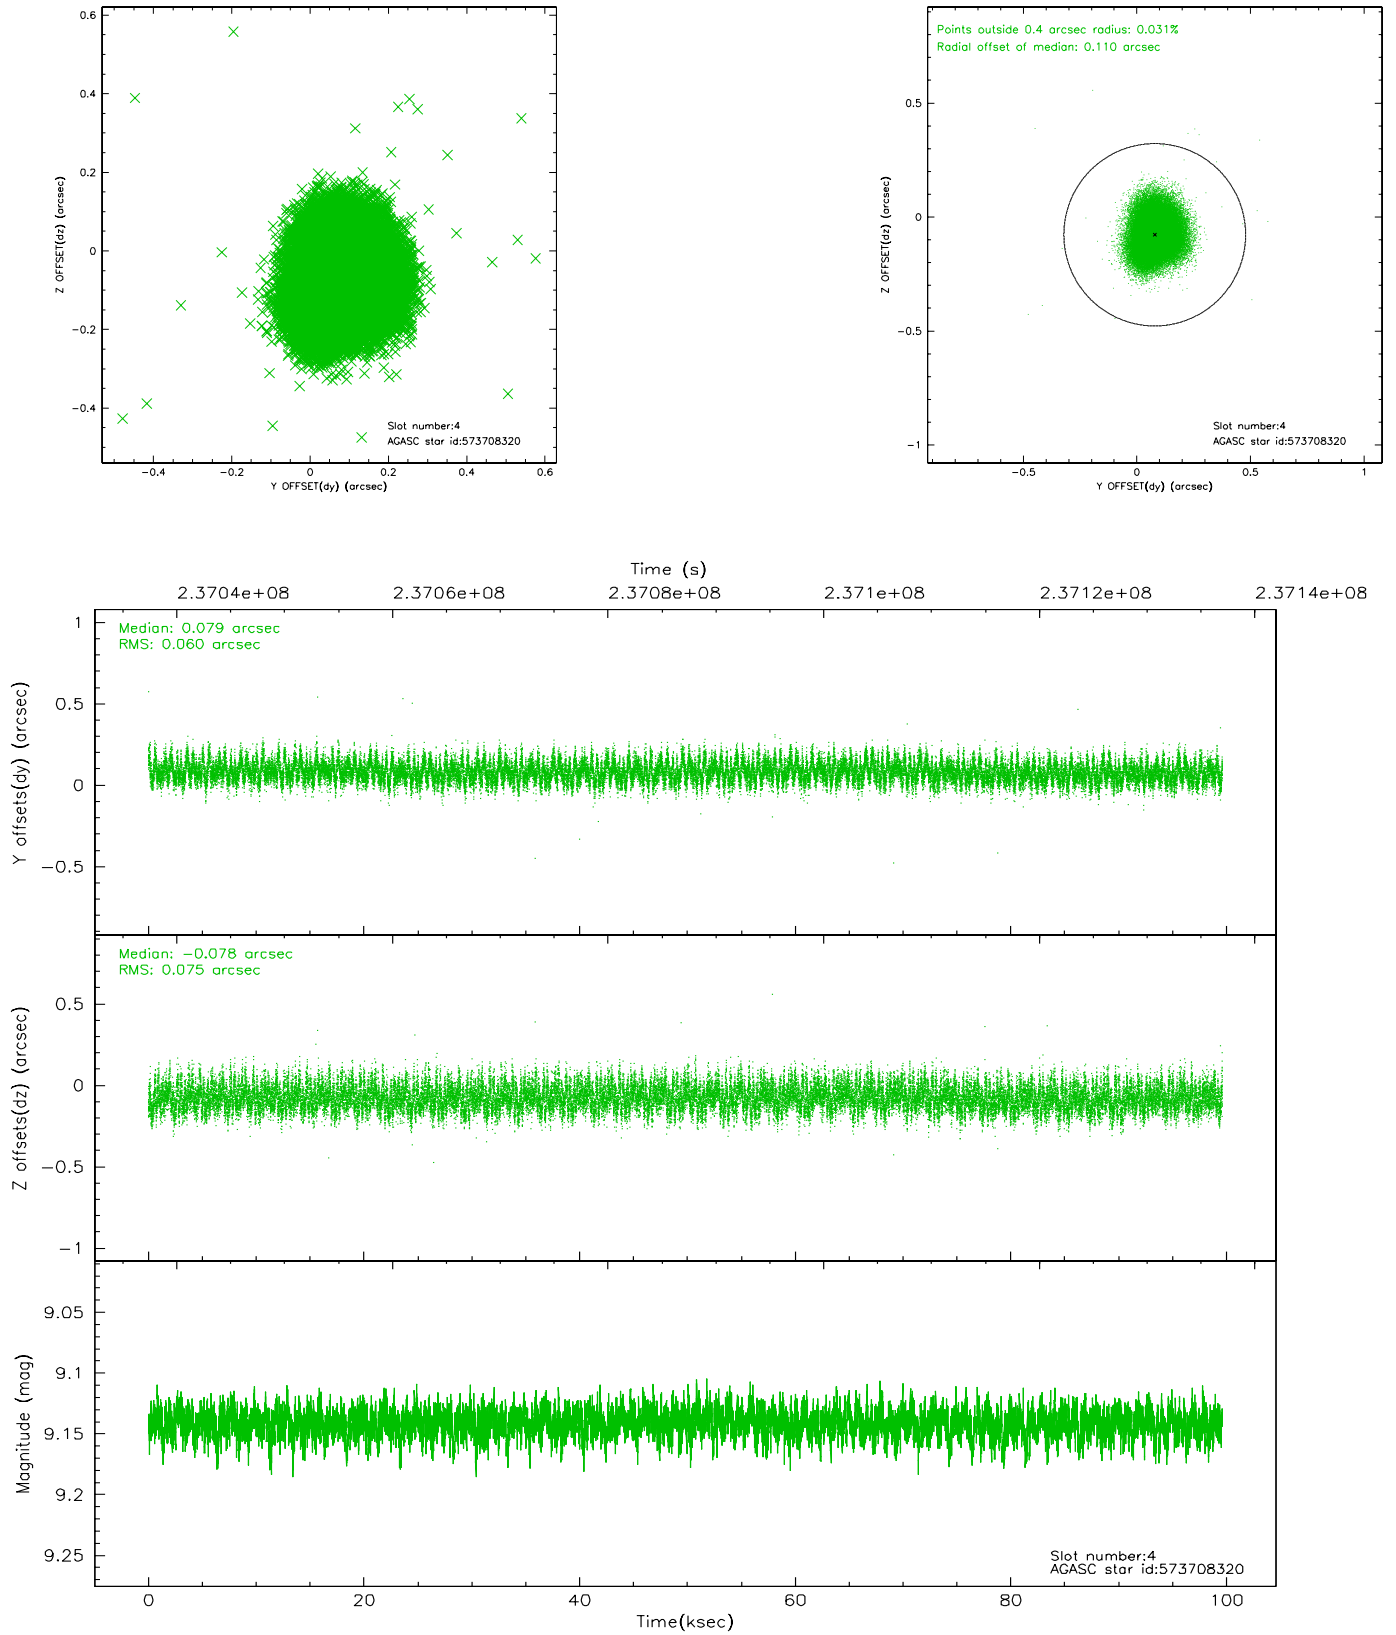 0.6
0.4
0.2
0
−0.2
−0.4
Z OFFSET(dz) (arcsec)
Slot number:4
AGASC star id:573708320
−0.4 −0.2 0 0.2 0.4 0.6
Y OFFSET(dy) (arcsec)
Points outside 0.4 arcsec radius: 0.031%
Radial offset of median: 0.110 arcsec
0.5
0
−0.5
−1
Z OFFSET(dz) (arcsec)
Slot number:4
AGASC star id:573708320
−0.5 0 0.5 1
Y OFFSET(dy) (arcsec)
Time (s)
2.3704e+08 2.3706e+08 2.3708e+08 2.371e+08 2.3712e+08 2.3714e+08
Median: 0.079 arcsec
RMS: 0.060 arcsec
1
0.5
0
−0.5
Y offsets(dy) (arcsec)
Median: −0.078 arcsec
RMS: 0.075 arcsec
0.5
0
−0.5
−1
Z offsets(dz) (arcsec)
9.05
9.1
9.15
9.2
9.25
Magnitude (mag)
Slot number:4
AGASC star id:573708320
0 20 40 60 80 100
Time(ksec)